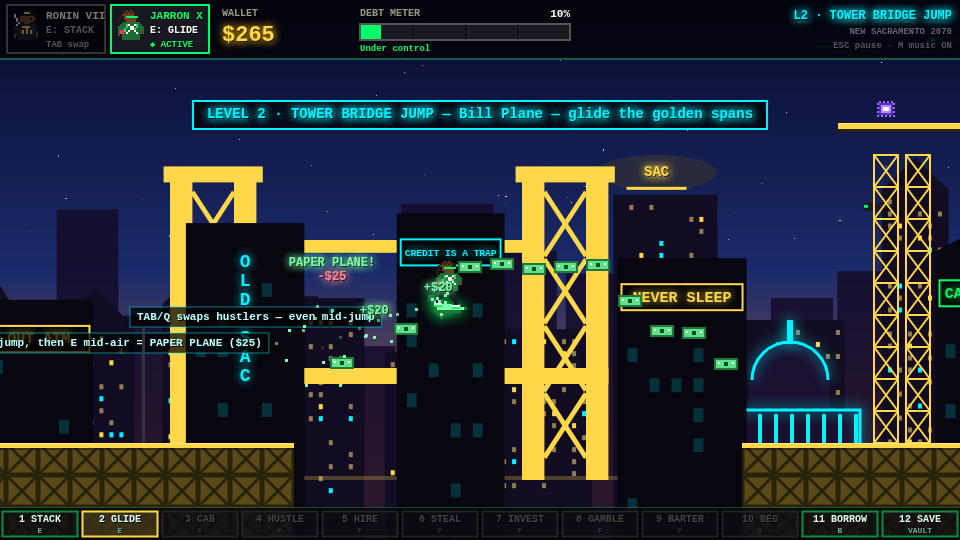 RONIN VII
E: STACK
TAB swap
JARRON X
E: GLIDE
◆ ACTIVE
WALLET
$265
DEBT METER
10%
Under control
L2 · TOWER BRIDGE JUMP
NEW SACRAMENTO 2070
ESC pause · M music ON
LEVEL 2 · TOWER BRIDGE JUMP — Bill Plane — glide the golden spans
SAC
OLD SAC
CREDIT IS A TRAP
PAPER PLANE!
-$25
+$20
+$20
NEVER SLEEP
CA
TAB/Q swaps hustlers — even mid-jump
jump, then E mid-air = PAPER PLANE ($25)
1 STACK
E
2 GLIDE
E
3 CAB
E
4 HUSTLE
E
5 HIRE
E
6 STEAL
E
7 INVEST
E
8 GAMBLE
E
9 BARTER
E
10 BEG
11 BORROW
B
12 SAVE
VAULT